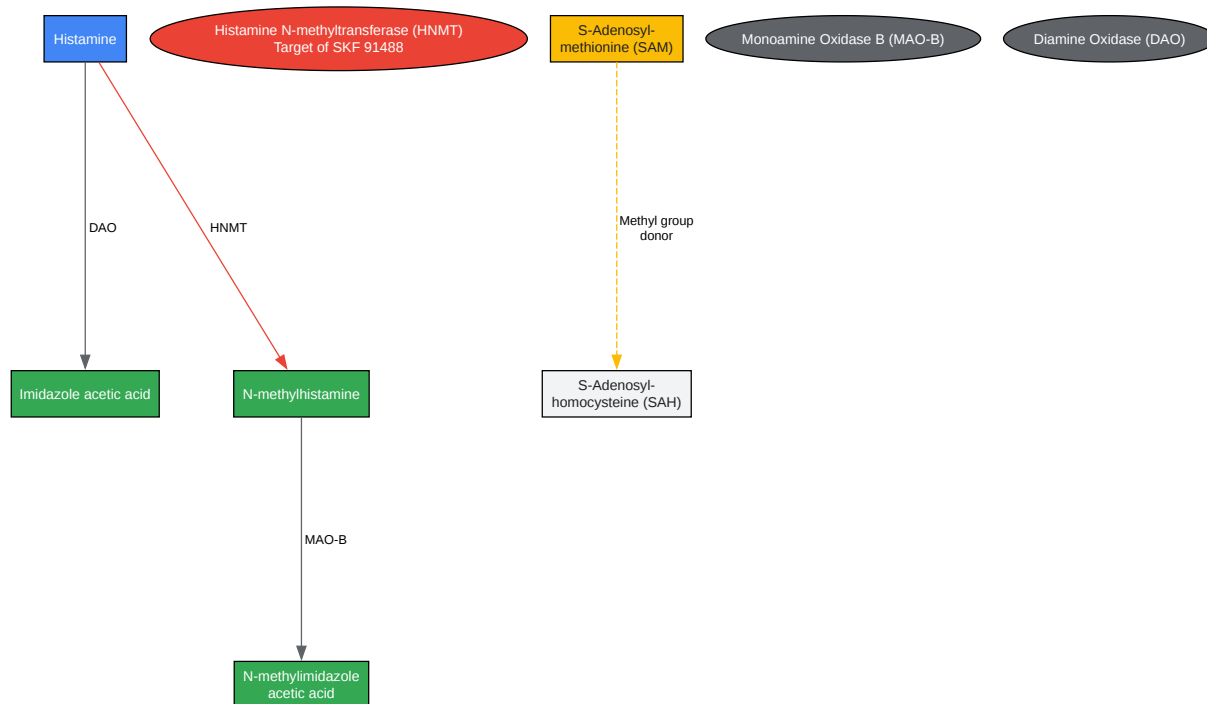 Histamine
Histamine N-methyltransferase (HNMT)
Target of SKF 91488
S-Adenosyl-
methionine (SAM)
Monoamine Oxidase B (MAO-B)
Diamine Oxidase (DAO)
DAO
HNMT
Methyl group
donor
Imidazole acetic acid
N-methylhistamine
S-Adenosyl-
homocysteine (SAH)
MAO-B
N-methylimidazole
acetic acid